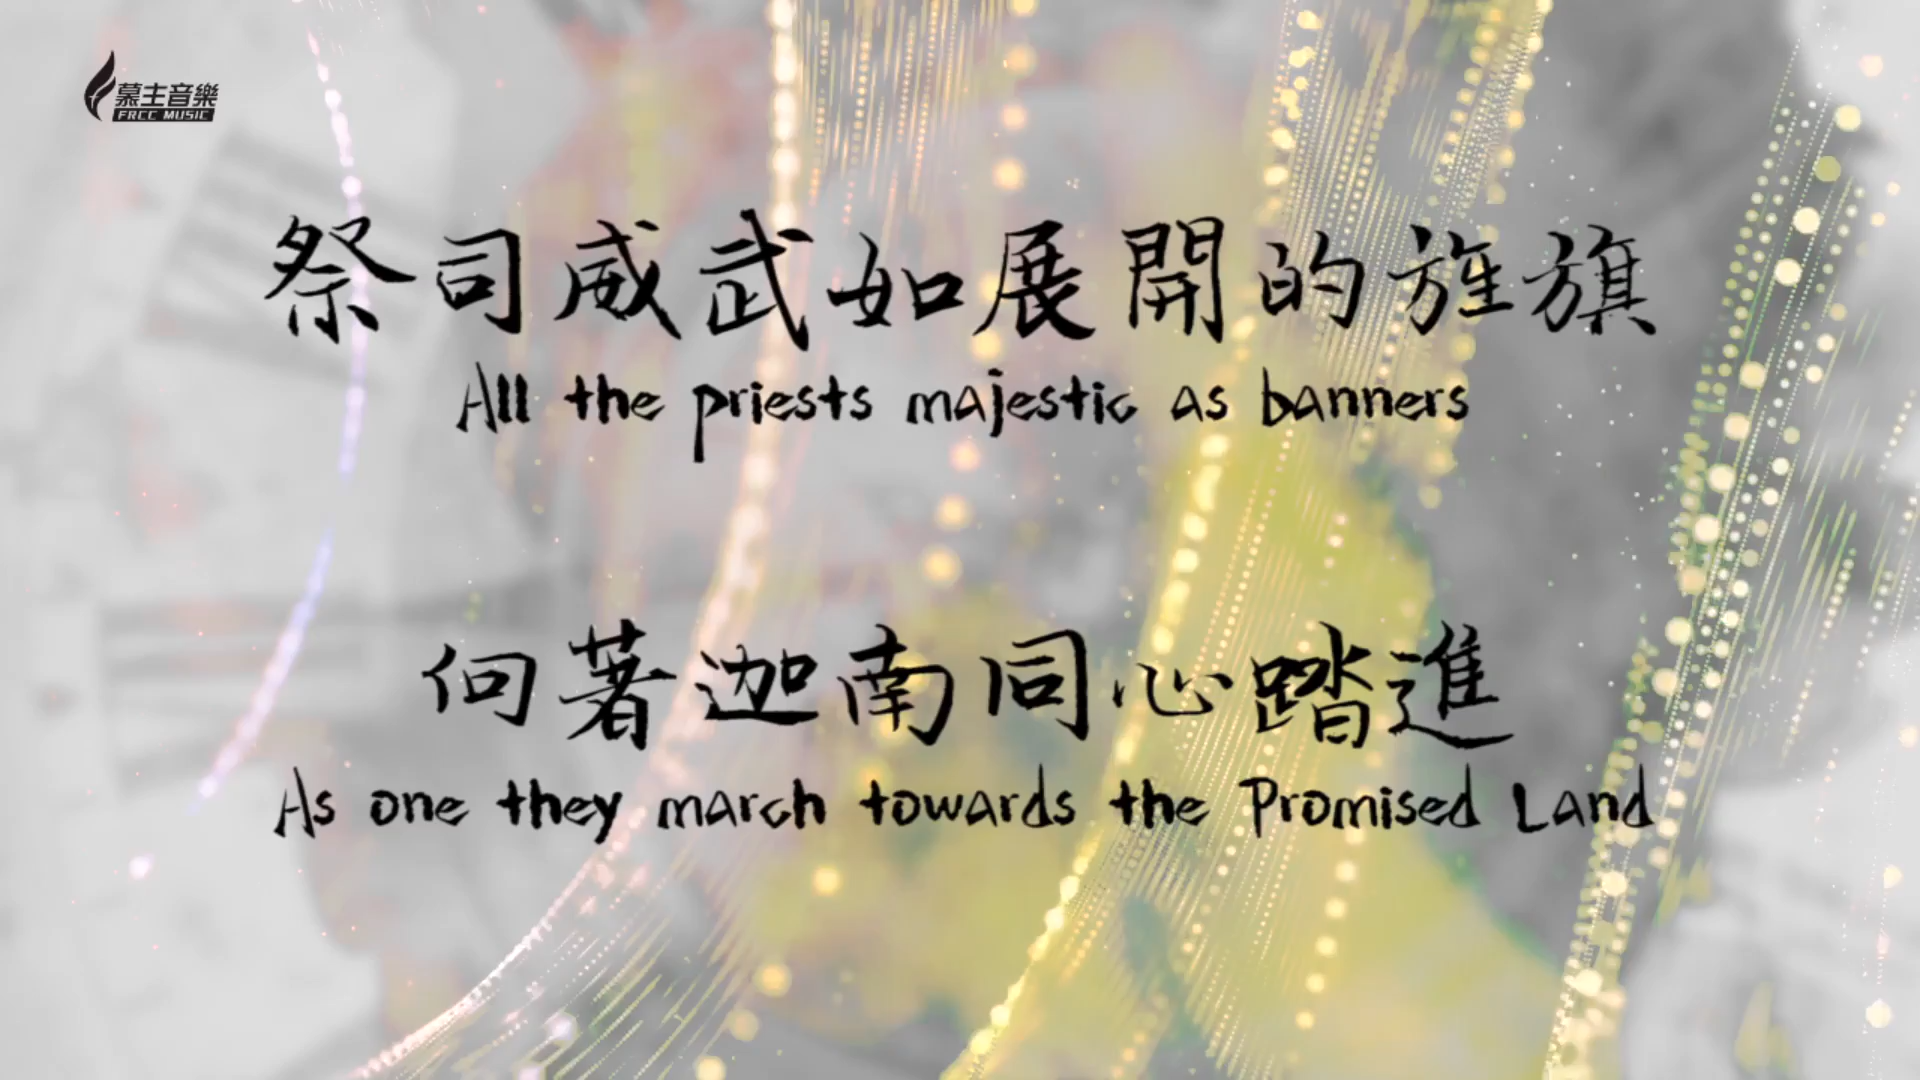 慕主音樂
FRCC MUSIC
祭司威武如展開的旌旗
All the priests majestic as banners
向著迦南同心踏進
As one they march towards the Promised Land